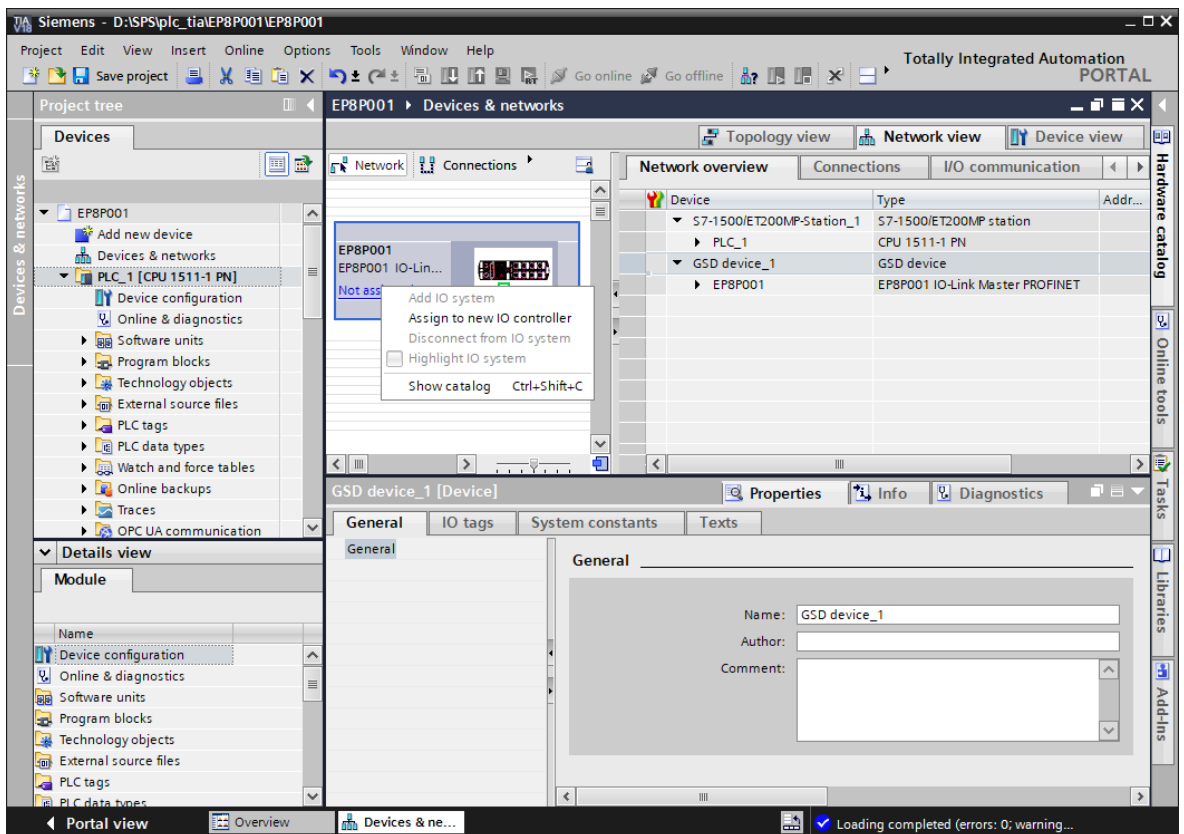 TIA V18 Siemens - D:\SPS\plc_tia\EP8P001\EP8P001
Project Edit View Insert Online Options Tools Window Help
Totally Integrated Automation
PORTAL
Save project Go online Go offline
Project tree
EP8P001 Devices & networks
Devices
Topology view Network view Device view
Network Connections
Network overview Connections I/O communication
Devices & networks
EP8P001
Add new device
Devices & networks
PLC_1 [CPU 1511-1 PN]
Device configuration
Online & diagnostics
Software units
Program blocks
Technology objects
External source files
PLC tags
PLC data types
Watch and force tables
Online backups
Traces
OPC UA communication
EP8P001
EP8P001 IO-Lin...
Not ass
Add IO system
Assign to new IO controller
Disconnect from IO system
Highlight IO system
Show catalog Ctrl+Shift+C
Device Type Addr...
S7-1500/ET200MP-Station_1 S7-1500/ET200MP station
PLC_1 CPU 1511-1 PN
GSD device_1 GSD device
EP8P001 EP8P001 IO-Link Master PROFINET
Hardware catalog
Online tools
Tasks
Libraries
Add-Ins
Details view
Module
Name
Device configuration
Online & diagnostics
Software units
Program blocks
Technology objects
External source files
PLC tags
PLC data types
GSD device_1 [Device]
Properties Info Diagnostics
General IO tags System constants Texts
General
General
Name: GSD device_1
Author:
Comment:
Portal view Overview Devices & ne...
Loading completed (errors: 0; warning...